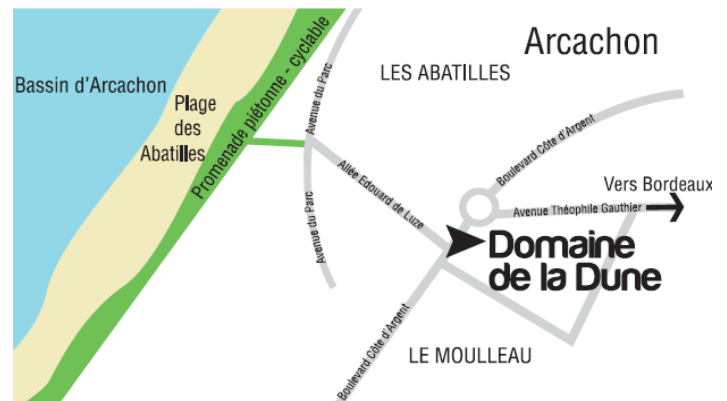 Arcachon
LES ABATILLES
Bassin d'Arcachon
Plage
des
Abatilles
Promenade piétonne - cyclable
Avenue du Parc
Avenue du Parc
Allée Edouard de Luze
Boulevard Côte d'Argent
Vers Bordeaux
Avenue Théophile Gauthier
Domaine
de la Dune
Boulevard Côte d'Argent
LE MOULLEAU